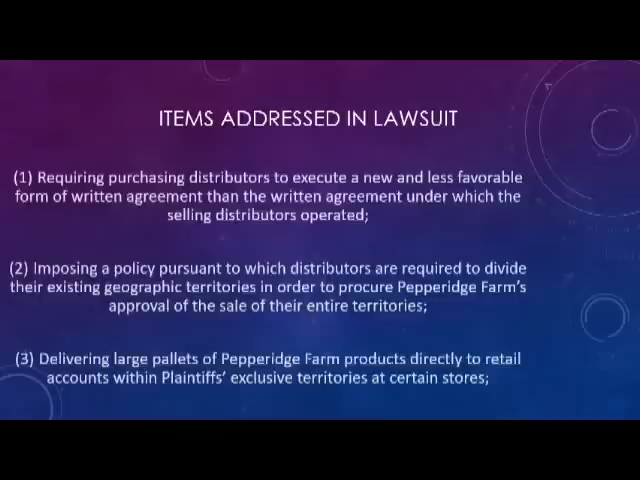 ITEMS ADDRESSED IN LAWSUIT
(1) Requiring purchasing distributors to execute a new and less favorable
form of written agreement than the written agreement under which the
selling distributors operated;
(2) Imposing a policy pursuant to which distributors are required to divide
their existing geographic territories in order to procure Pepperidge Farm’s
approval of the sale of their entire territories;
(3) Delivering large pallets of Pepperidge Farm products directly to retail
accounts within Plaintiffs’ exclusive territories at certain stores;